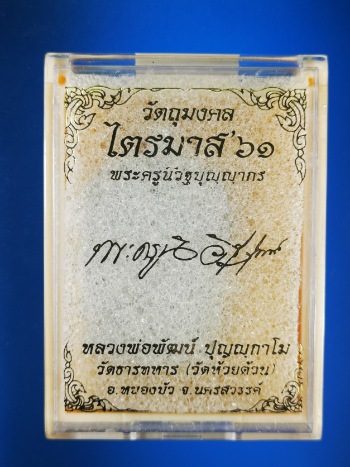 วัตถุมงคล
ไตรมาส'๖๑
พระครูนิวิฐบุญญากร
หลวงพ่อพัฒน์ ปุญญกาโม
วัดธารทหาร (วัดห้วยด้วน)
อ.หนองบัว จ.นครสวรรค์